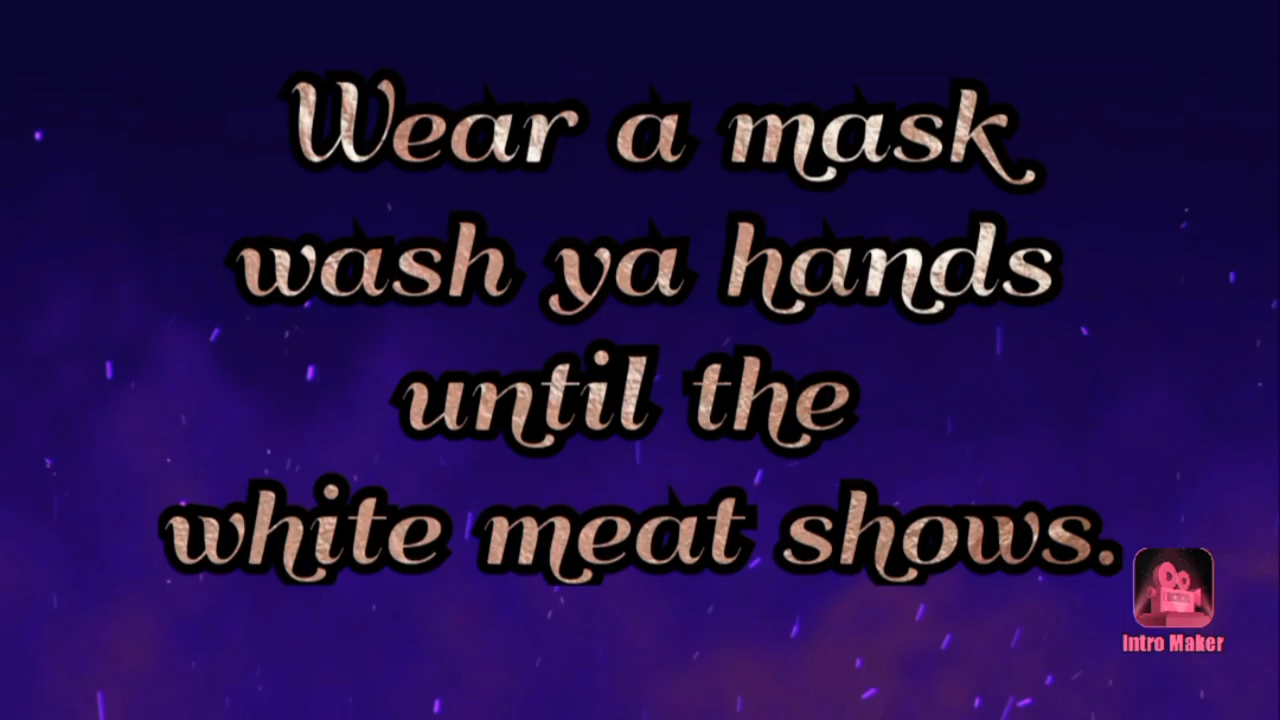 Wear a mask
wash ya hands
until the
white meat shows.
Intro Maker